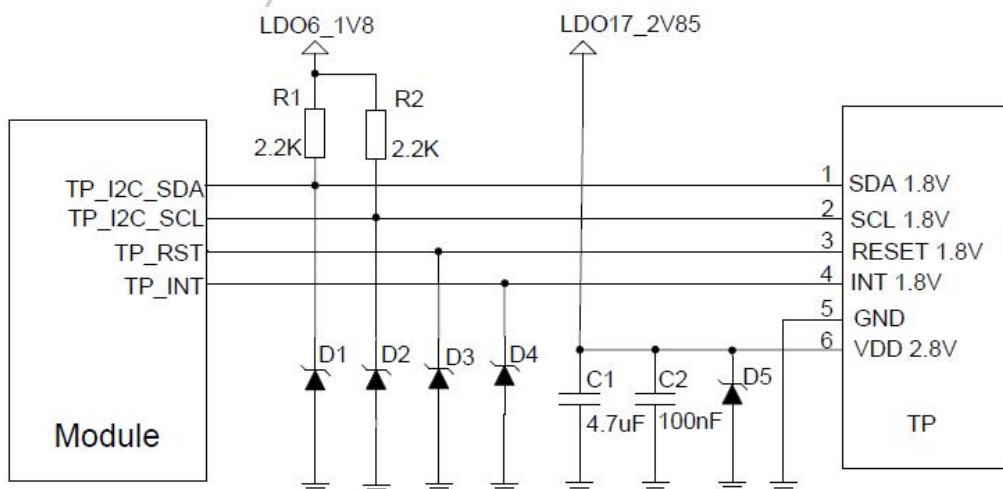 LDO6_1V8
LDO17_2V85
R1
R2
2.2K
2.2K
TP_I2C_SDA
TP_I2C_SCL
TP_RST
TP_INT
1
SDA 1.8V
2
SCL 1.8V
3
RESET 1.8V
4
INT 1.8V
5
GND
6
VDD 2.8V
D1
D2
D3
D4
C1
C2
D5
4.7uF
100nF
Module
TP